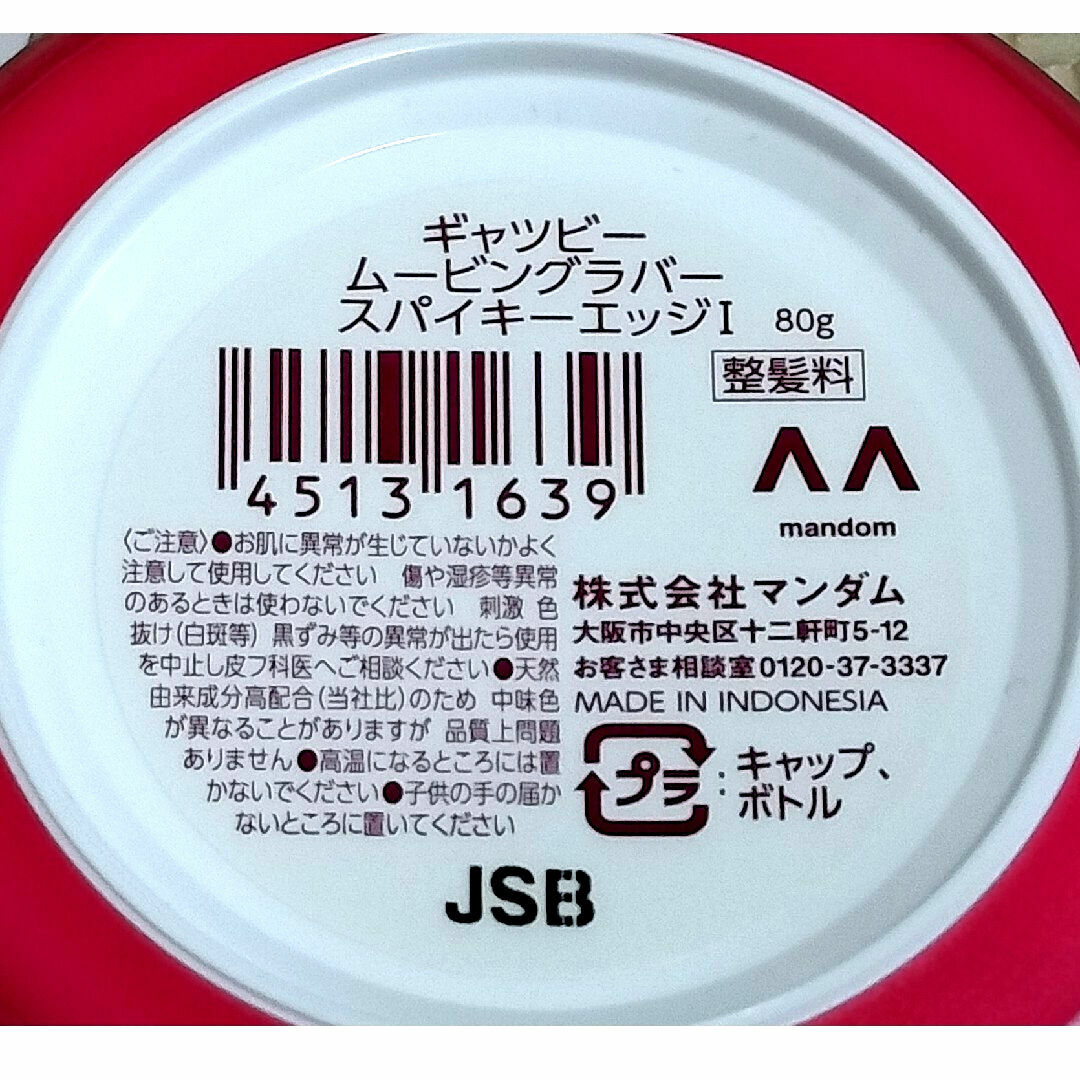 ギャツビー
ムービングラバー
スパイキーエッジI 80g
整髪料
4513 1639
mandom
〈ご注意〉●お肌に異常が生じていないかよく
注意して使用してください 傷や湿疹等異常
のあるときは使わないでください 刺激 色
抜け(白斑等) 黒ずみ等の異常が出たら使用
を中止し皮フ科医へご相談ください●天然
由来成分高配合(当社比)のため 中味色
が異なることがありますが 品質上問題
ありません●高温になるところには置
かないでください●子供の手の届か
ないところに置いてください
株式会社マンダム
大阪市中央区十二軒町5-12
お客さま相談室0120-37-3337
MADE IN INDONESIA
プラ : キャップ、
ボトル
JSB